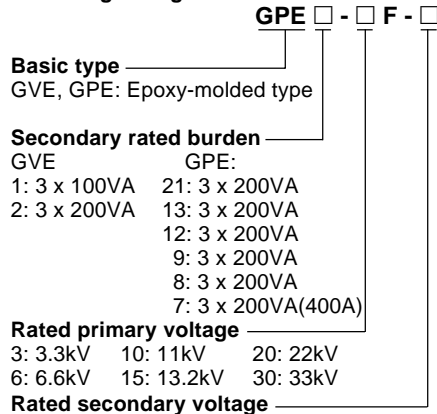 GPE □ - □ F - □
Basic type
GVE, GPE: Epoxy-molded type
Secondary rated burden
GVE GPE:
1: 3 x 100VA 21: 3 x 200VA
2: 3 x 200VA 13: 3 x 200VA
12: 3 x 200VA
9: 3 x 200VA
8: 3 x 200VA
7: 3 x 200VA(400A)
Rated primary voltage
3: 3.3kV 10: 11kV 20: 22kV
6: 6.6kV 15: 13.2kV 30: 33kV
Rated secondary voltage